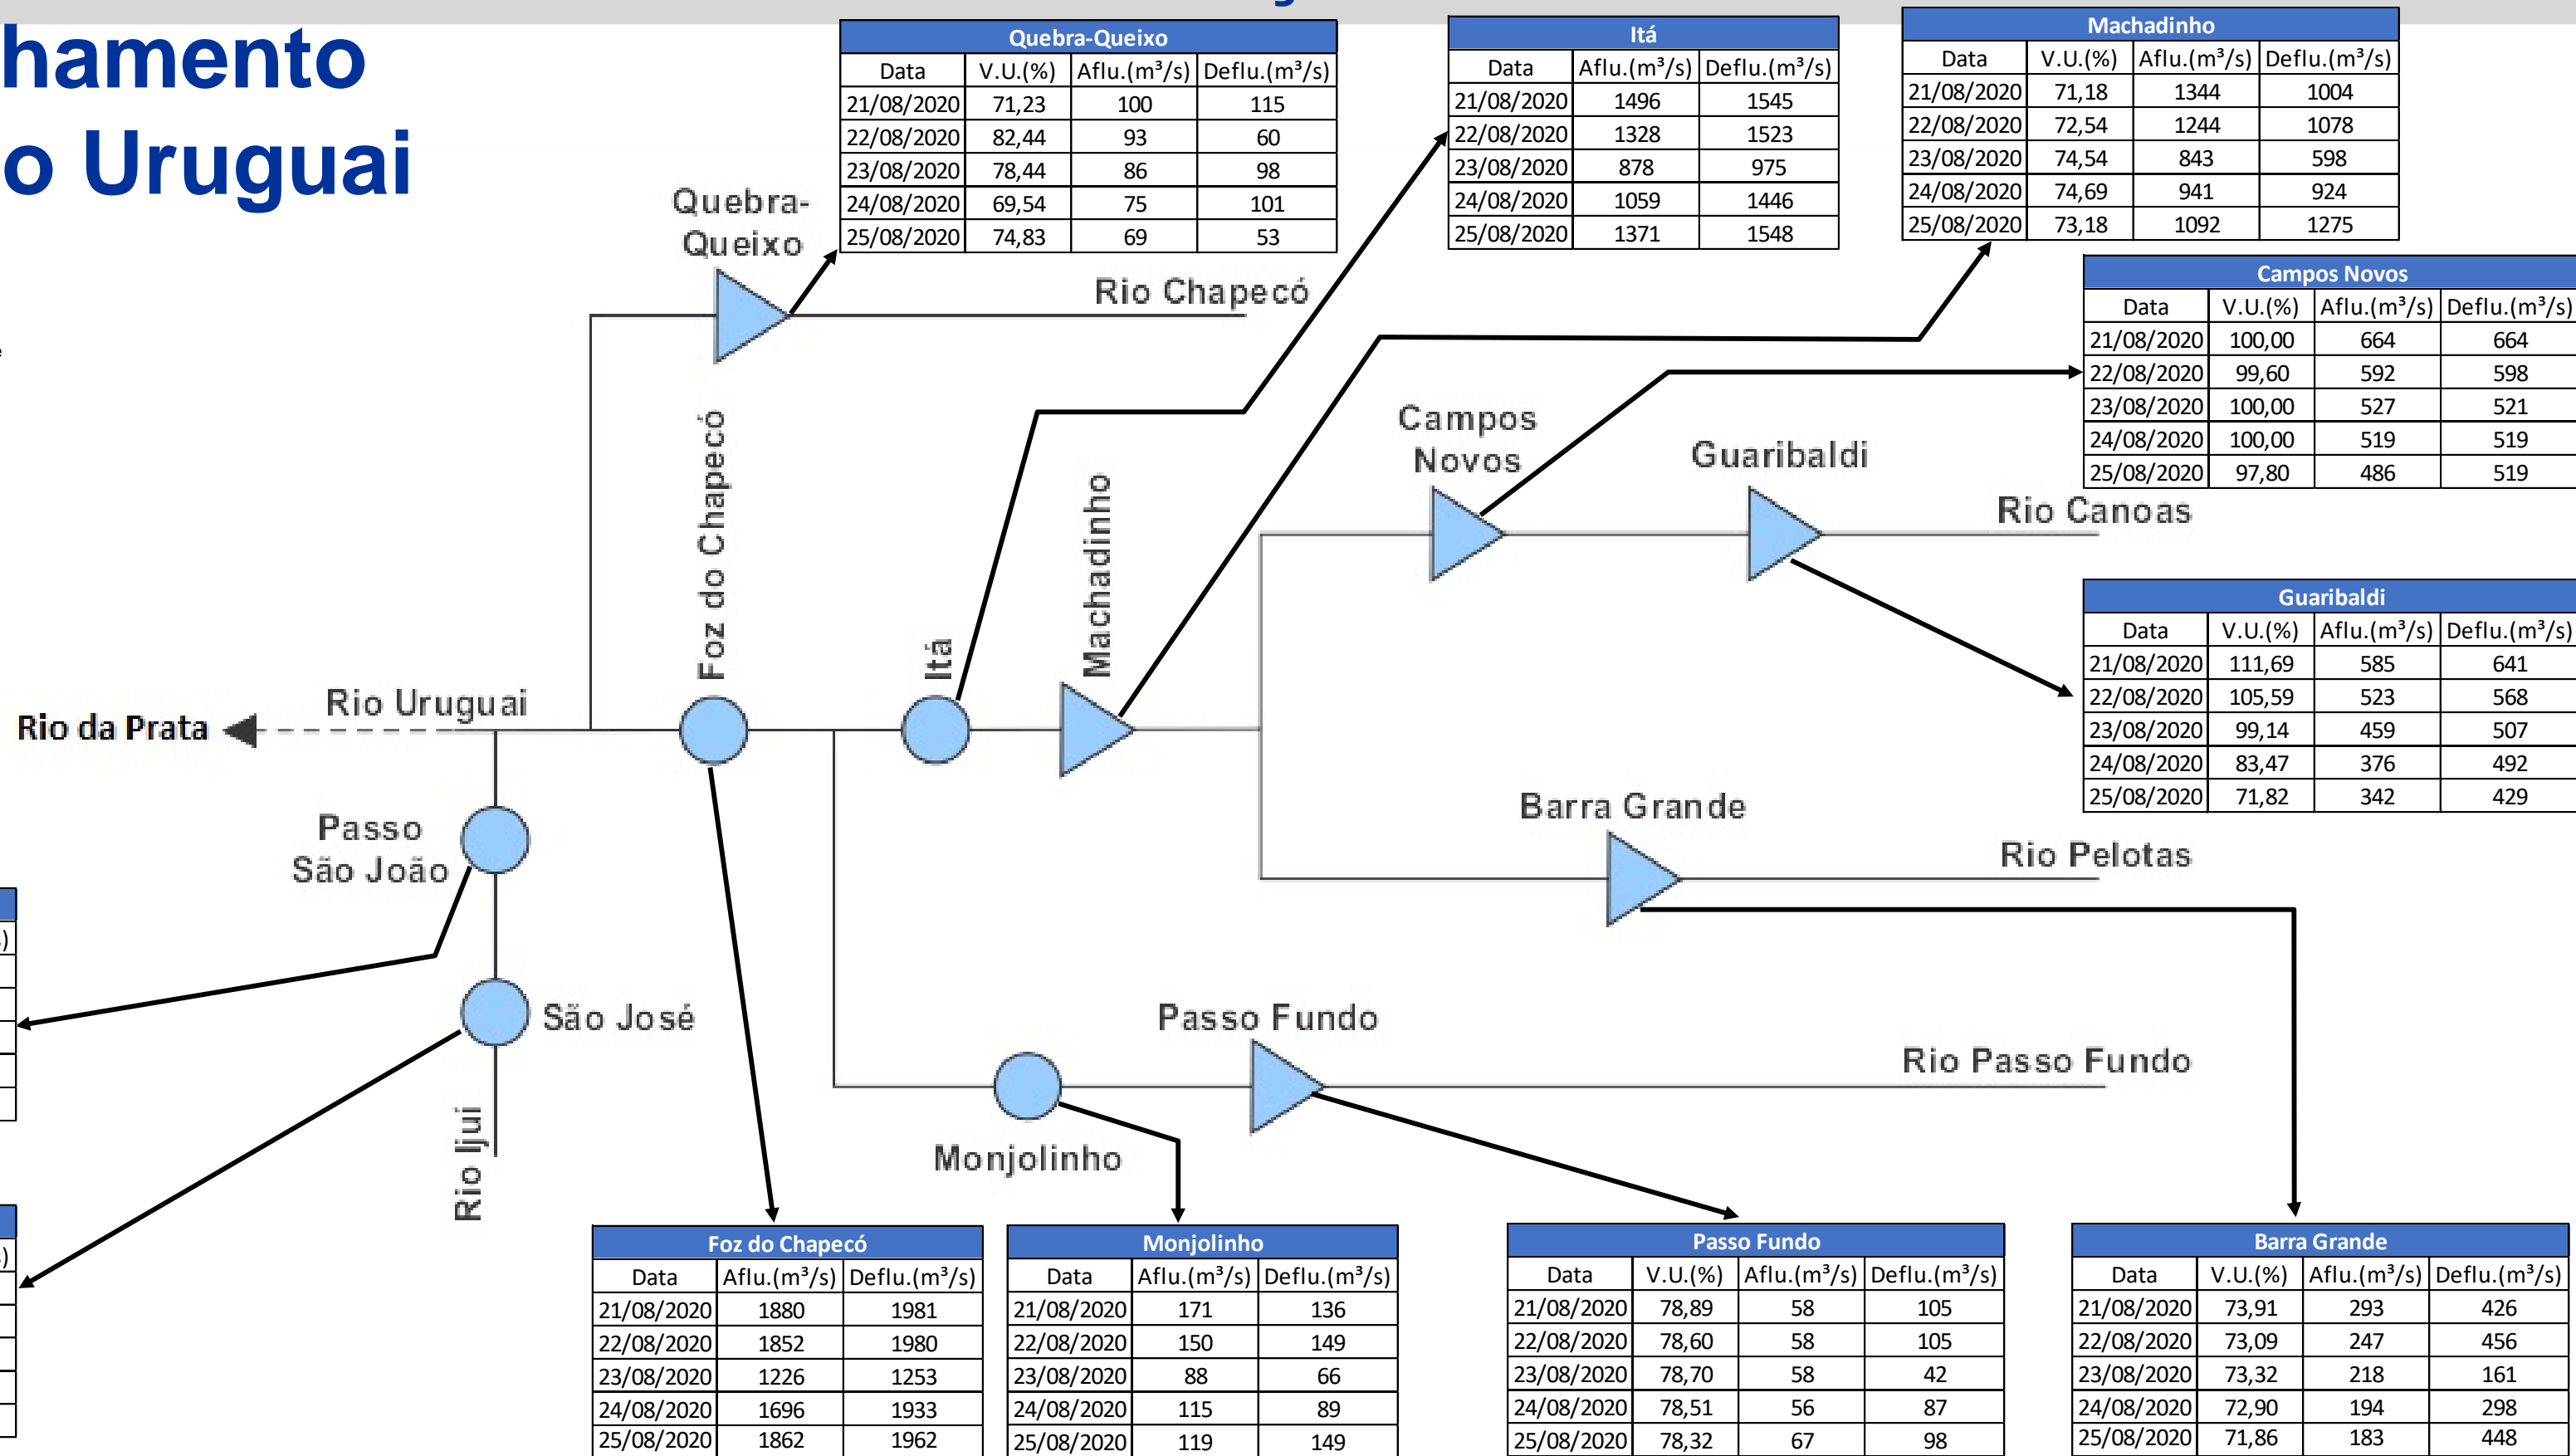 hamento
o Uruguai
Quebra-Queixo
Data V.U.(%) Aflu.(m³/s) Deflu.(m³/s)
21/08/2020 71,23 100 115
22/08/2020 82,44 93 60
23/08/2020 78,44 86 98
24/08/2020 69,54 75 101
25/08/2020 74,83 69 53
Itá
Data Aflu.(m³/s) Deflu.(m³/s)
21/08/2020 1496 1545
22/08/2020 1328 1523
23/08/2020 878 975
24/08/2020 1059 1446
25/08/2020 1371 1548
Machadinho
Data V.U.(%) Aflu.(m³/s) Deflu.(m³/s)
21/08/2020 71,18 1344 1004
22/08/2020 72,54 1244 1078
23/08/2020 74,54 843 598
24/08/2020 74,69 941 924
25/08/2020 73,18 1092 1275
Campos Novos
Data V.U.(%) Aflu.(m³/s) Deflu.(m³/s)
21/08/2020 100,00 664 664
22/08/2020 99,60 592 598
23/08/2020 100,00 527 521
24/08/2020 100,00 519 519
25/08/2020 97,80 486 519
Guaribaldi
Data V.U.(%) Aflu.(m³/s) Deflu.(m³/s)
21/08/2020 111,69 585 641
22/08/2020 105,59 523 568
23/08/2020 99,14 459 507
24/08/2020 83,47 376 492
25/08/2020 71,82 342 429
Quebra-
Queixo
Rio Chapecó
Foz do Chapecó
Itá
Machadinho
Campos
Novos
Guaribaldi
Rio Canoas
Rio da Prata
Rio Uruguai
Passo
São João
São José
Rio Ijui
Barra Grande
Rio Pelotas
Passo Fundo
Rio Passo Fundo
Monjolinho
Foz do Chapecó
Data Aflu.(m³/s) Deflu.(m³/s)
21/08/2020 1880 1981
22/08/2020 1852 1980
23/08/2020 1226 1253
24/08/2020 1696 1933
25/08/2020 1862 1962
Monjolinho
Data Aflu.(m³/s) Deflu.(m³/s)
21/08/2020 171 136
22/08/2020 150 149
23/08/2020 88 66
24/08/2020 115 89
25/08/2020 119 149
Passo Fundo
Data V.U.(%) Aflu.(m³/s) Deflu.(m³/s)
21/08/2020 78,89 58 105
22/08/2020 78,60 58 105
23/08/2020 78,70 58 42
24/08/2020 78,51 56 87
25/08/2020 78,32 67 98
Barra Grande
Data V.U.(%) Aflu.(m³/s) Deflu.(m³/s)
21/08/2020 73,91 293 426
22/08/2020 73,09 247 456
23/08/2020 73,32 218 161
24/08/2020 72,90 194 298
25/08/2020 71,86 183 448